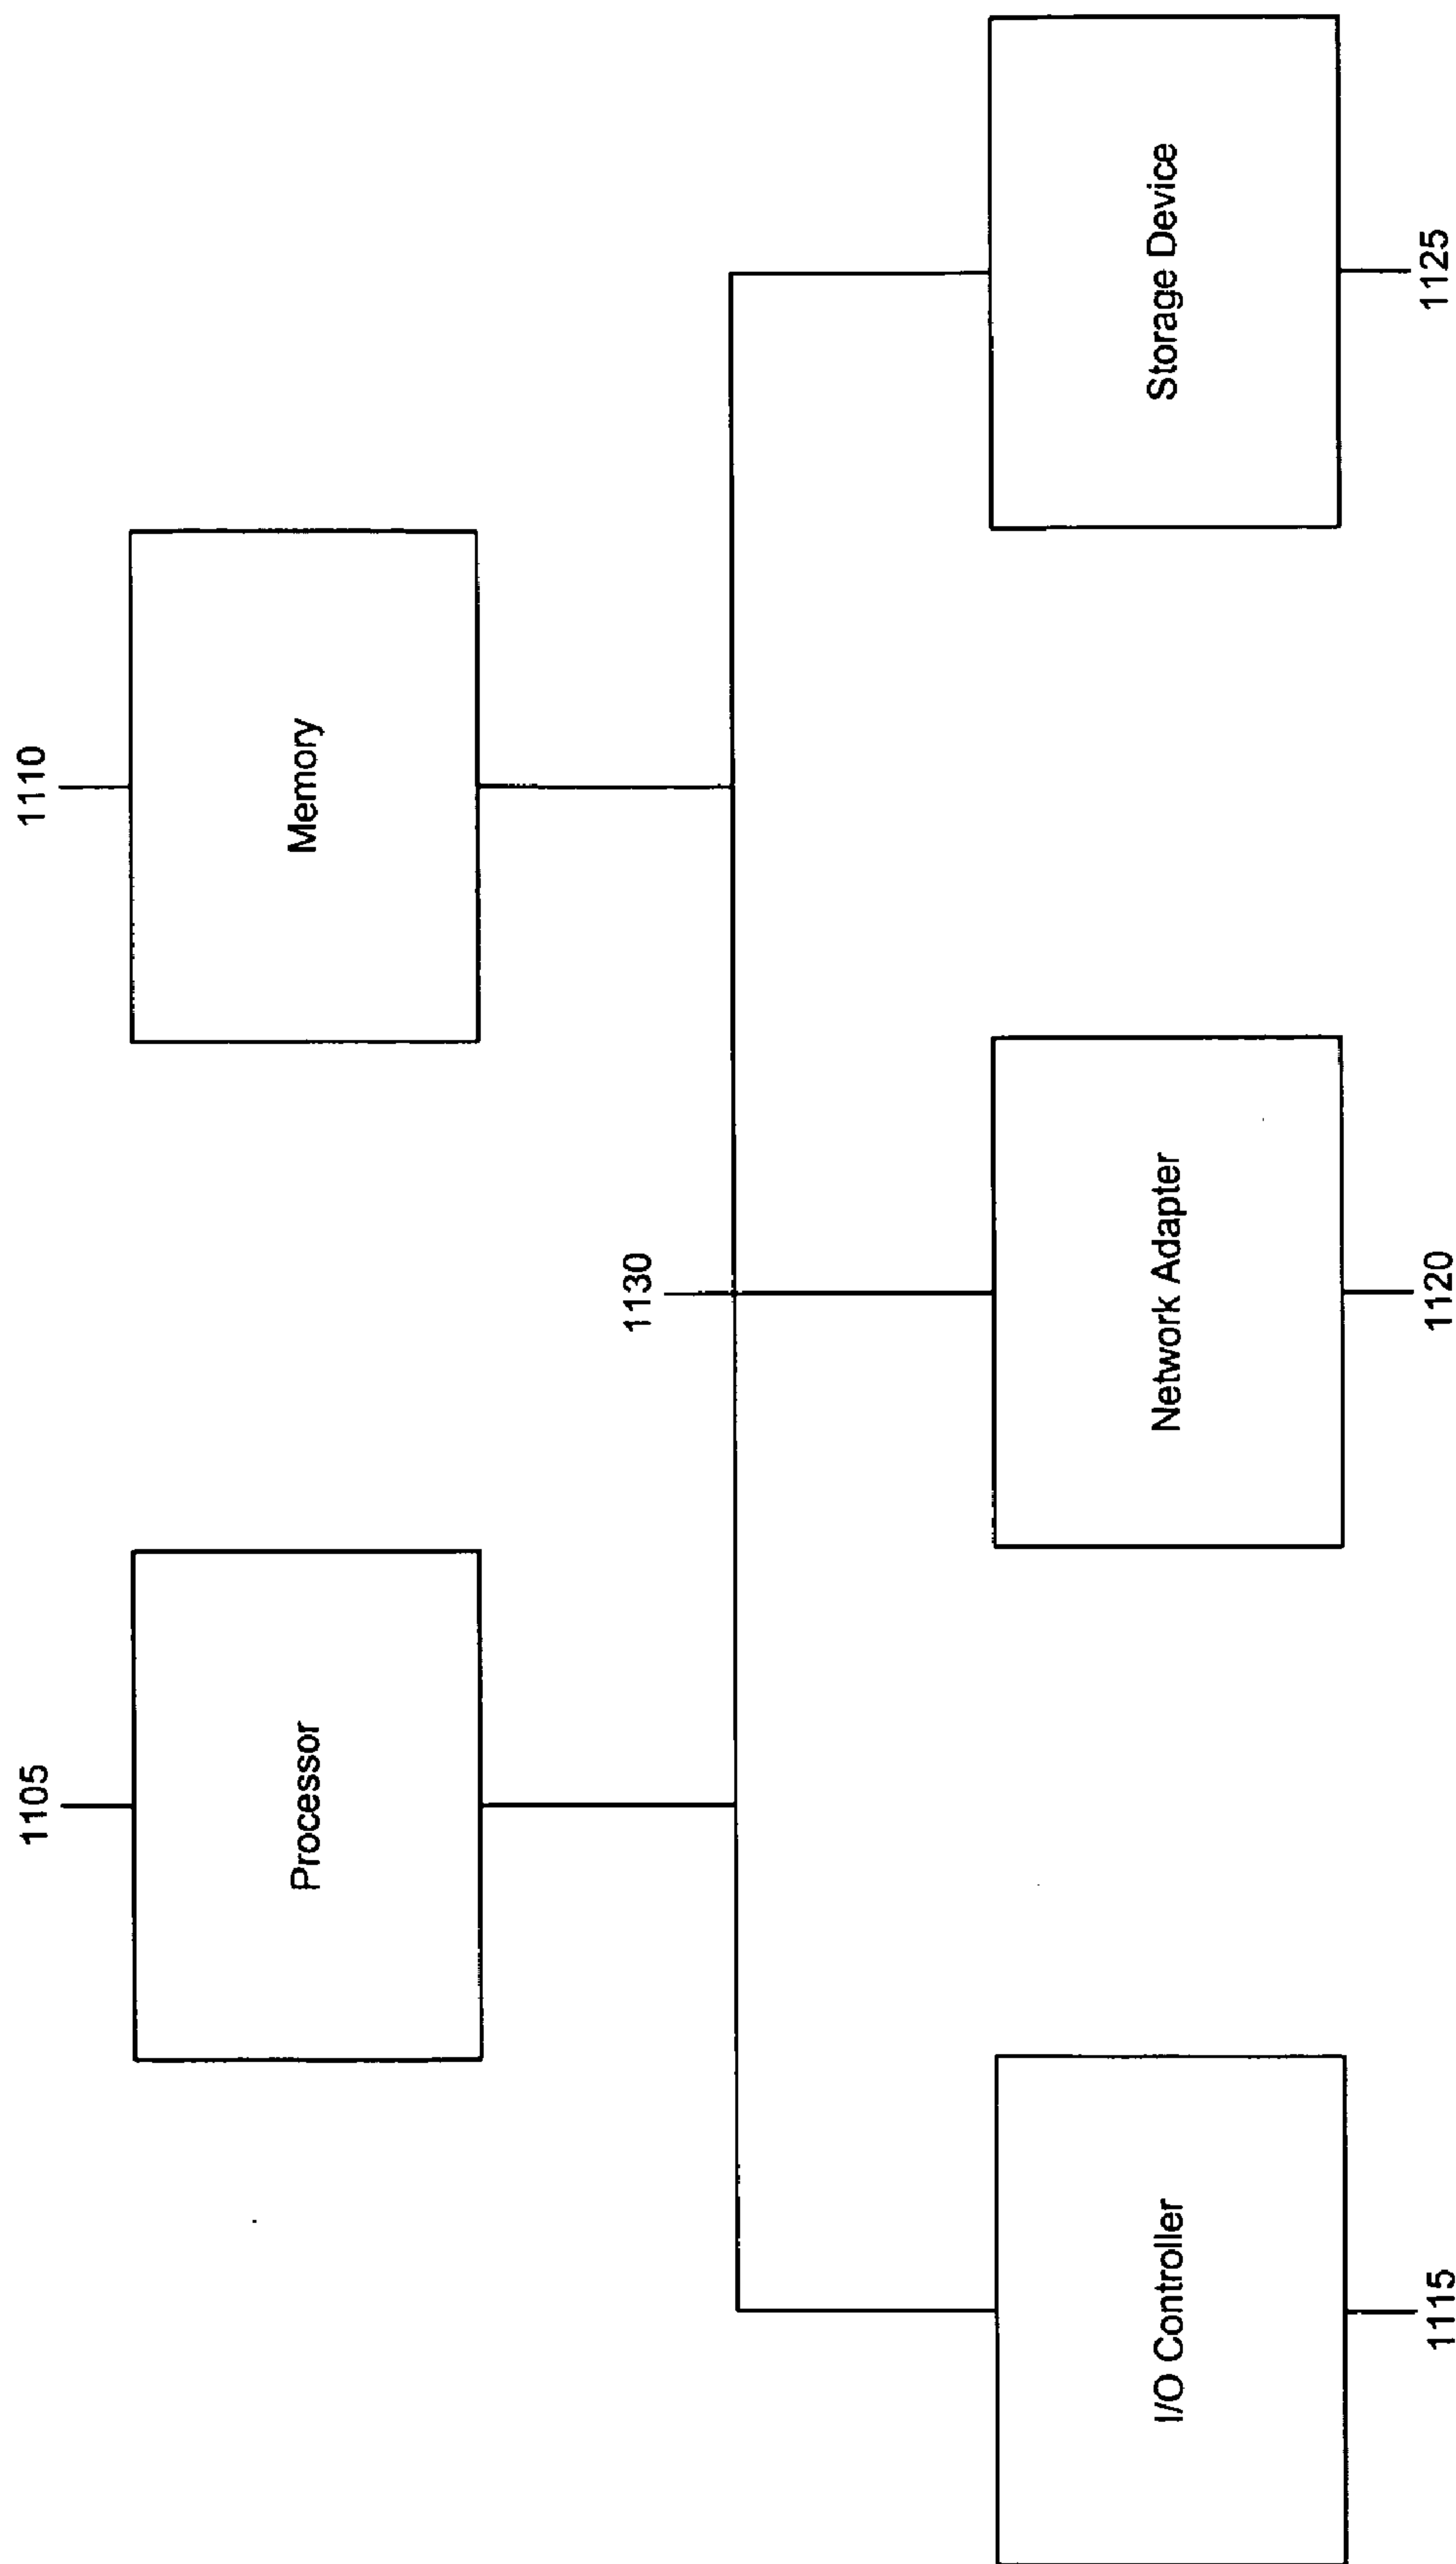 1105
1110
Processor
Memory
1130
I/O Controller
Network Adapter
Storage Device
1115
1120
1125